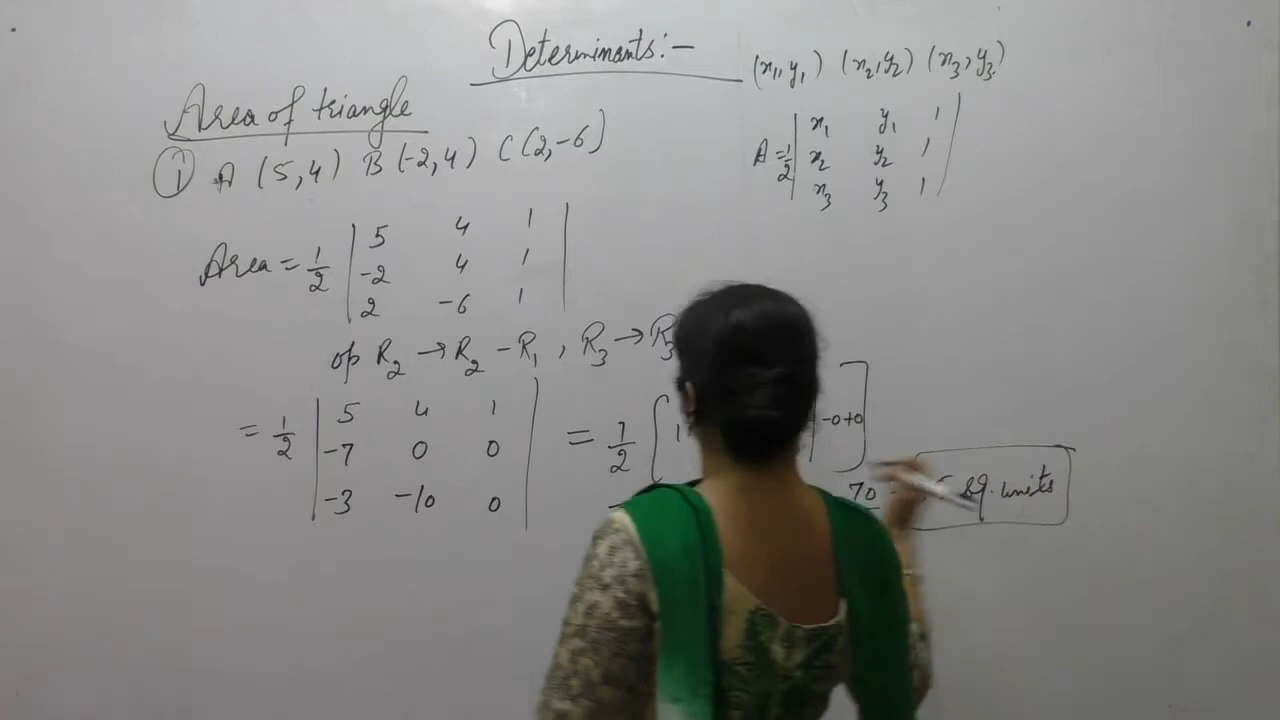 Determinants:-
(x₁,y₁) (x₂,y₂) (x₃,y₃)
Area of triangle
A = 1/2 | x₁ y₁ 1 |
| x₂ y₂ 1 |
| x₃ y₃ 1 |
① A (5,4) B (-2,4) C (2,-6)
Area = 1/2 | 5 4 1 |
| -2 4 1 |
| 2 -6 1 |
op R₂ → R₂ - R₁ , R₃ → R₃
= 1/2 | 5 4 1 |
| -7 0 0 |
| -3 -10 0 |
= 1/2 [ 1 | -0+0 ]
70
sq. units